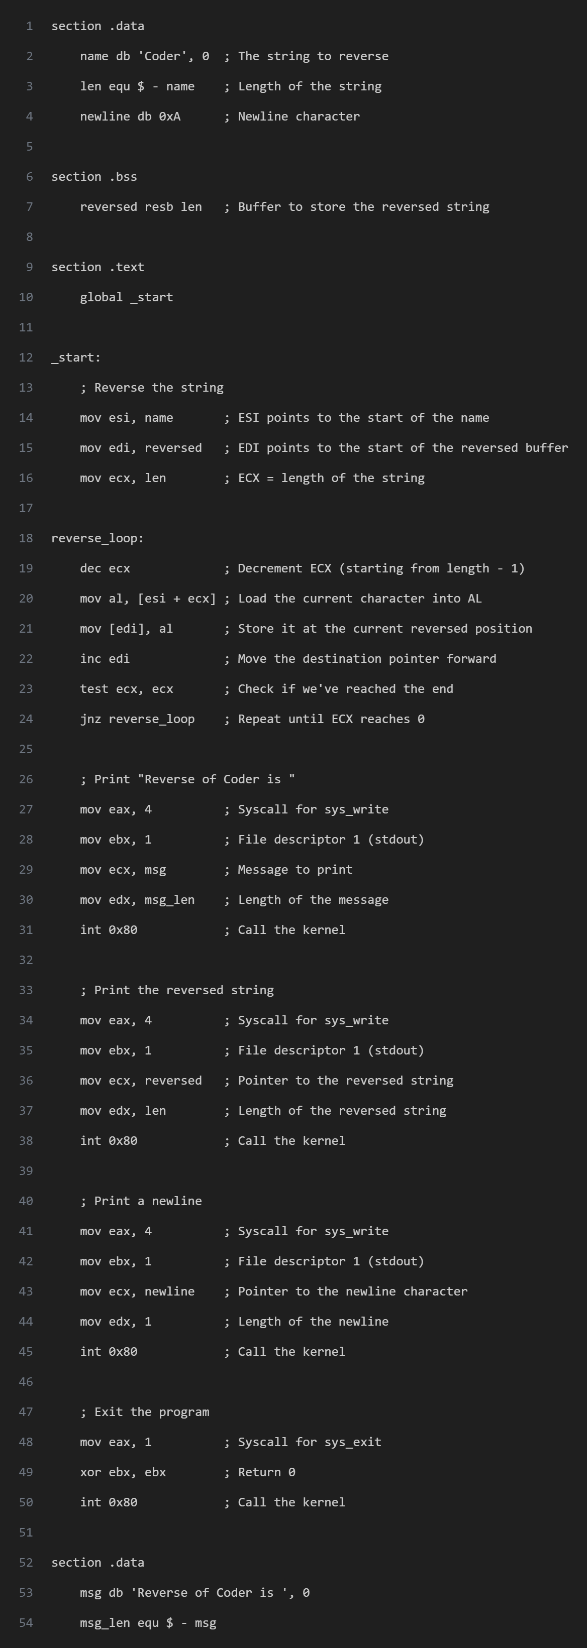 1 section .data
2     name db 'Coder', 0  ; The string to reverse
3     len equ $ - name    ; Length of the string
4     newline db 0xA      ; Newline character
5
6 section .bss
7     reversed resb len   ; Buffer to store the reversed string
8
9 section .text
10     global _start
11
12 _start:
13     ; Reverse the string
14     mov esi, name       ; ESI points to the start of the name
15     mov edi, reversed   ; EDI points to the start of the reversed buffer
16     mov ecx, len        ; ECX = length of the string
17
18 reverse_loop:
19     dec ecx             ; Decrement ECX (starting from length - 1)
20     mov al, [esi + ecx] ; Load the current character into AL
21     mov [edi], al       ; Store it at the current reversed position
22     inc edi             ; Move the destination pointer forward
23     test ecx, ecx       ; Check if we've reached the end
24     jnz reverse_loop    ; Repeat until ECX reaches 0
25
26     ; Print "Reverse of Coder is "
27     mov eax, 4          ; Syscall for sys_write
28     mov ebx, 1          ; File descriptor 1 (stdout)
29     mov ecx, msg        ; Message to print
30     mov edx, msg_len    ; Length of the message
31     int 0x80            ; Call the kernel
32
33     ; Print the reversed string
34     mov eax, 4          ; Syscall for sys_write
35     mov ebx, 1          ; File descriptor 1 (stdout)
36     mov ecx, reversed   ; Pointer to the reversed string
37     mov edx, len        ; Length of the reversed string
38     int 0x80            ; Call the kernel
39
40     ; Print a newline
41     mov eax, 4          ; Syscall for sys_write
42     mov ebx, 1          ; File descriptor 1 (stdout)
43     mov ecx, newline    ; Pointer to the newline character
44     mov edx, 1          ; Length of the newline
45     int 0x80            ; Call the kernel
46
47     ; Exit the program
48     mov eax, 1          ; Syscall for sys_exit
49     xor ebx, ebx        ; Return 0
50     int 0x80            ; Call the kernel
51
52 section .data
53     msg db 'Reverse of Coder is ', 0
54     msg_len equ $ - msg